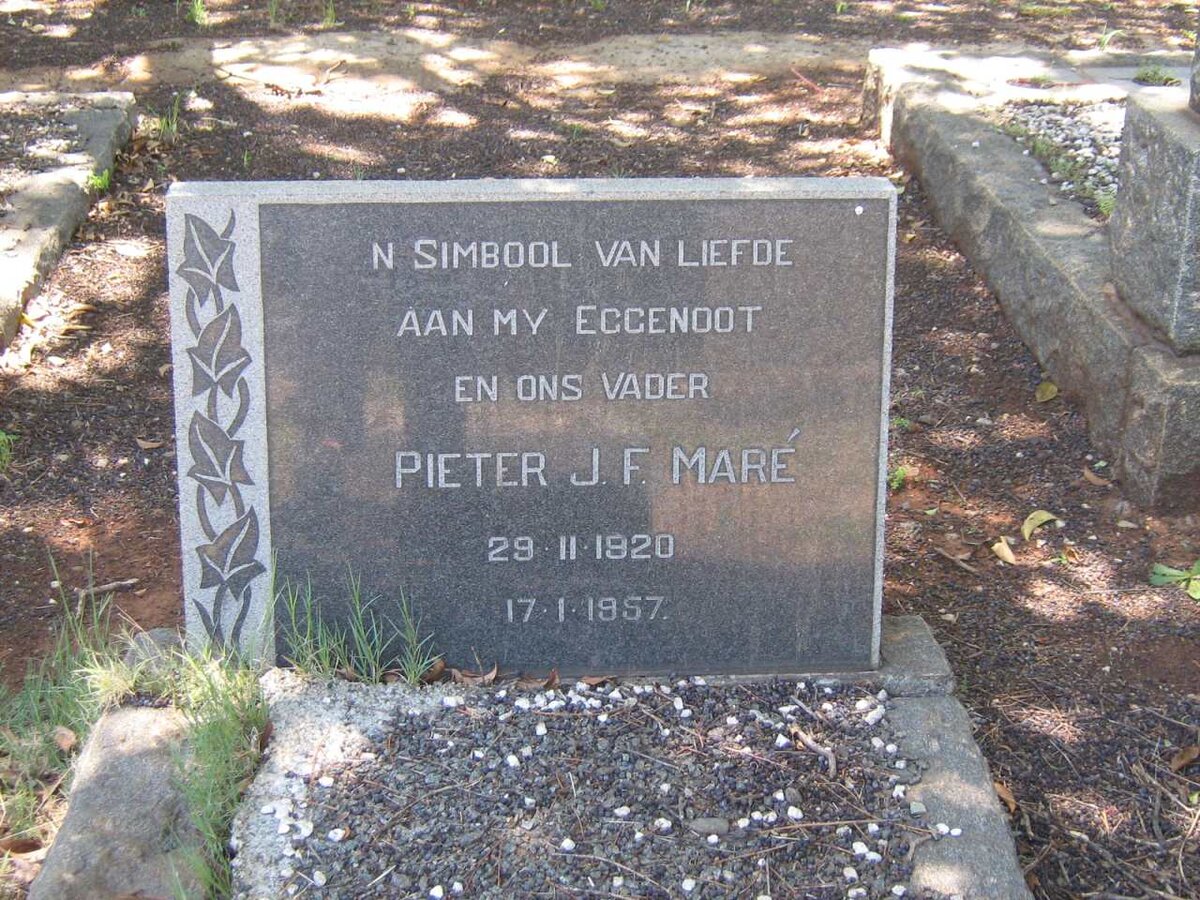 N SIMBOOL VAN LIEFDE
AAN MY EGGENOOT
EN ONS VADER
PIETER J. F. MARÉ
29·11·1920
17·1·1957.